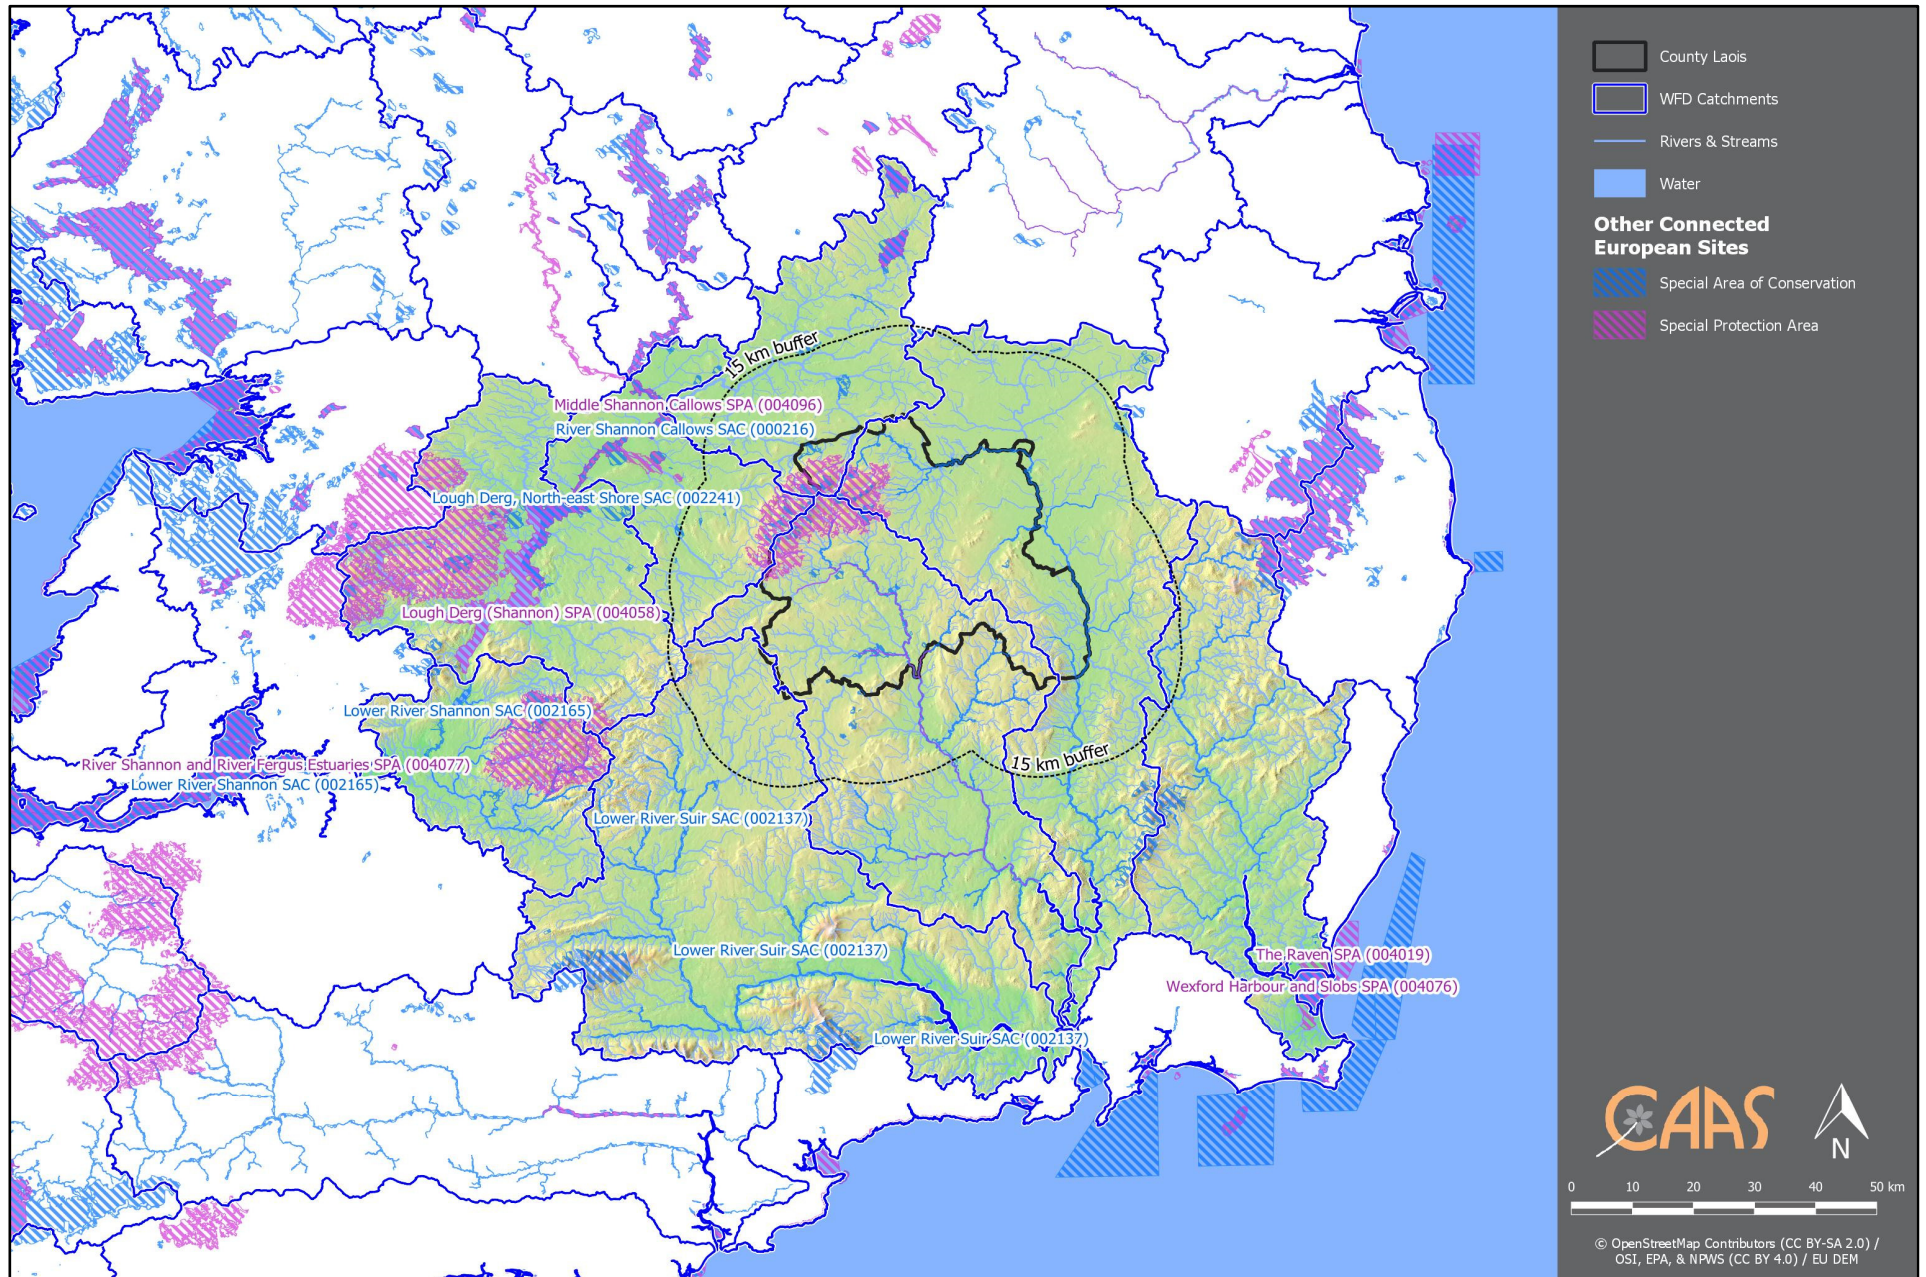 15 km buffer
Middle Shannon Callows SPA (004096)
River Shannon Callows SAC (000216)
Lough Derg, North-east Shore SAC (002241)
Lough Derg (Shannon) SPA (004058)
Lower River Shannon SAC (002165)
River Shannon and River Fergus Estuaries SPA (004077)
Lower River Shannon SAC (002165)
15 km buffer
Lower River Suir SAC (002137)
Lower River Suir SAC (002137)
The Raven SPA (004019)
Wexford Harbour and Slobs SPA (004076)
Lower River Suir SAC (002137)
County Laois
WFD Catchments
Rivers & Streams
Water
Other Connected
European Sites
Special Area of Conservation
Special Protection Area
CAAS
N
0 10 20 30 40 50 km
© OpenStreetMap Contributors (CC BY-SA 2.0) /
OSI, EPA, & NPWS (CC BY 4.0) / EU DEM